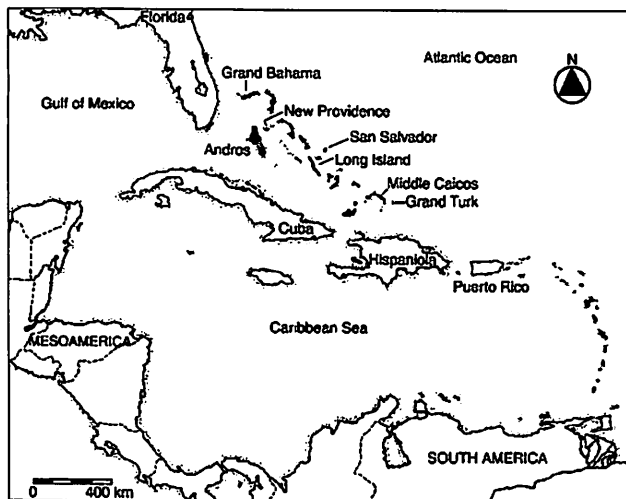 Florida
Atlantic Ocean
N
Grand Bahama
Gulf of Mexico
New Providence
San Salvador
Andros
Long Island
Middle Caicos
Grand Turk
Cuba
Hispaniola
Puerto Rico
Caribbean Sea
MESOAMERICA
SOUTH AMERICA
0
400 km